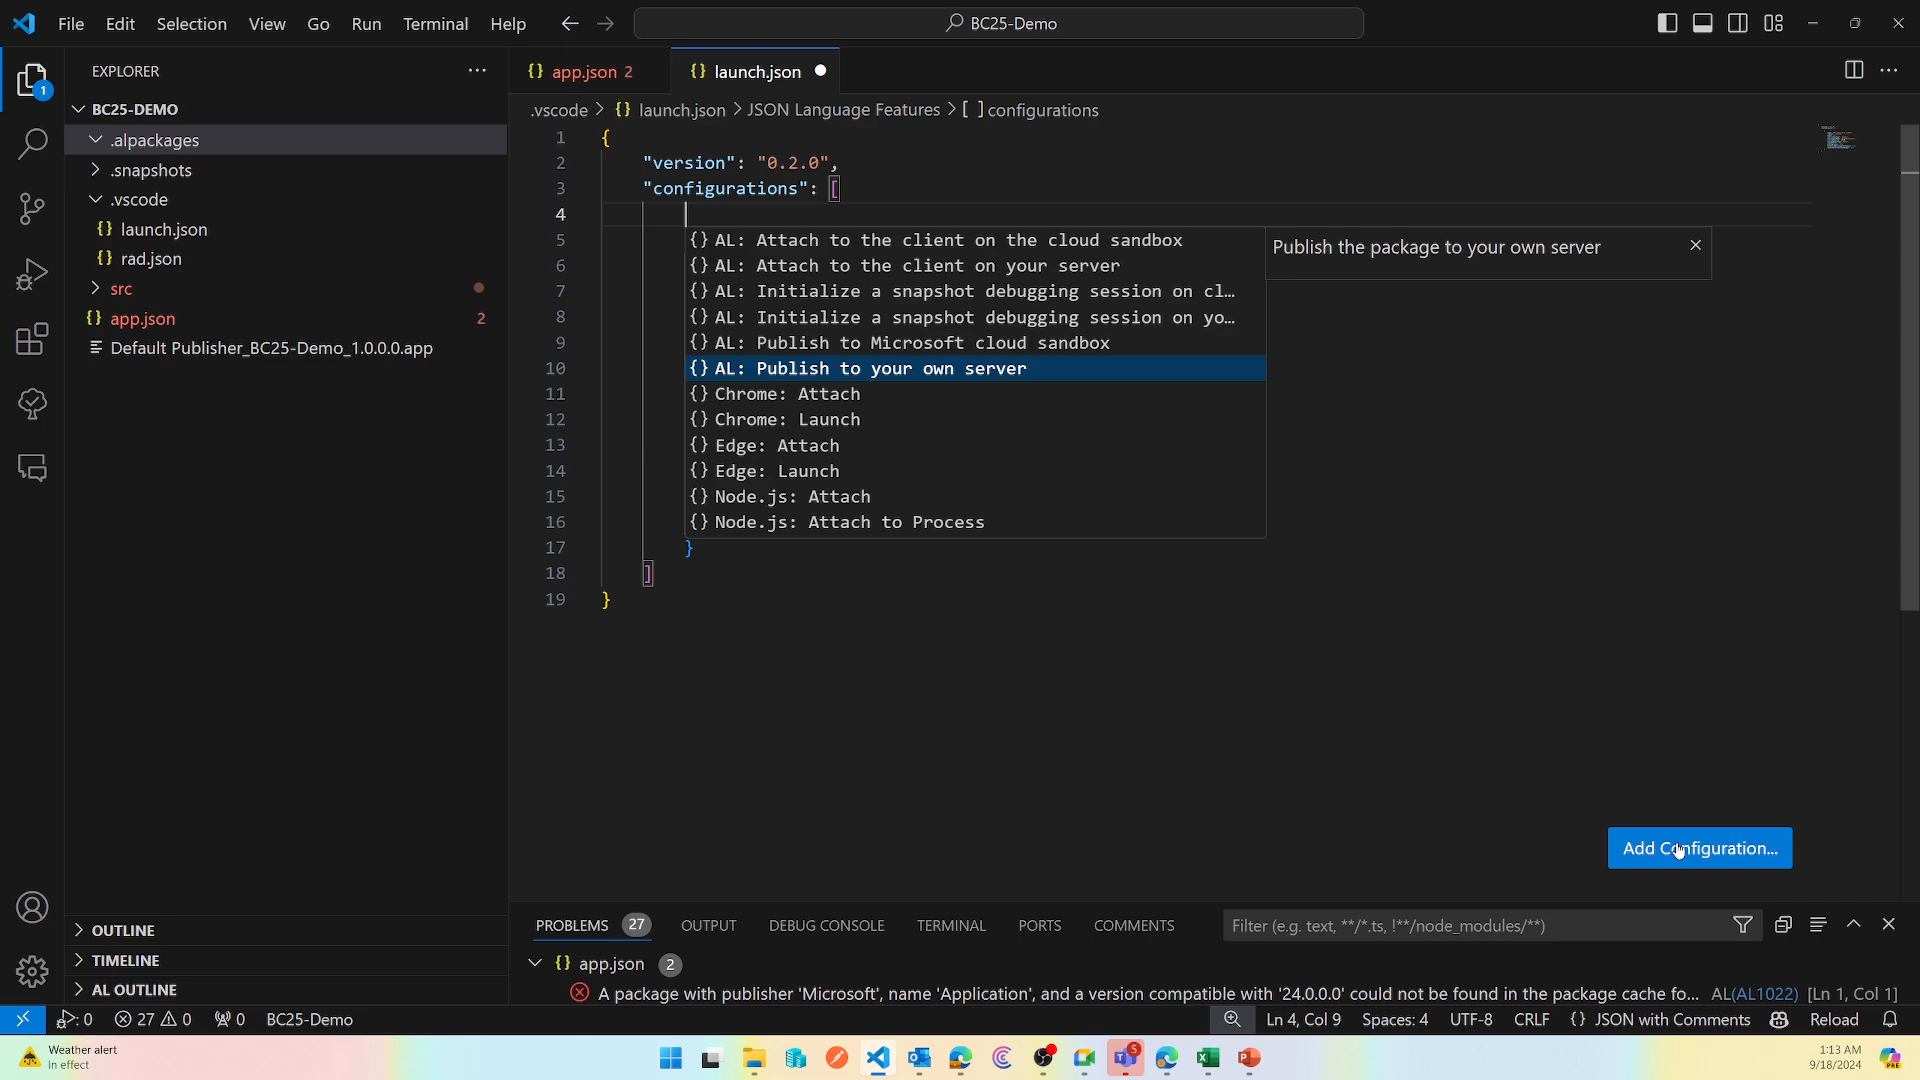 File Edit Selection View Go Run Terminal Help
BC25-Demo
EXPLORER
BC25-DEMO
.alpackages
.snapshots
.vscode
{} launch.json
{} rad.json
src
{} app.json 2
Default Publisher_BC25-Demo_1.0.0.0.app
OUTLINE
TIMELINE
AL OUTLINE
1
{} app.json 2
{} launch.json
.vscode > {} launch.json > JSON Language Features > [ ] configurations
1 {
2 "version": "0.2.0",
3 "configurations": [
4
5 {} AL: Attach to the client on the cloud sandbox
6 {} AL: Attach to the client on your server
7 {} AL: Initialize a snapshot debugging session on cl…
8 {} AL: Initialize a snapshot debugging session on yo…
9 {} AL: Publish to Microsoft cloud sandbox
10 {} AL: Publish to your own server
11 {} Chrome: Attach
12 {} Chrome: Launch
13 {} Edge: Attach
14 {} Edge: Launch
15 {} Node.js: Attach
16 {} Node.js: Attach to Process
17 }
18 ]
19 }
Publish the package to your own server
Add Configuration...
PROBLEMS 27 OUTPUT DEBUG CONSOLE TERMINAL PORTS COMMENTS
Filter (e.g. text, **/*.ts, !**/node_modules/**)
{} app.json 2
A package with publisher 'Microsoft', name 'Application', and a version compatible with '24.0.0.0' could not be found in the package cache fo... AL(AL1022) [Ln 1, Col 1]
0 27 0 0 BC25-Demo Ln 4, Col 9 Spaces: 4 UTF-8 CRLF {} JSON with Comments Reload
Weather alert
In effect
5
PRE
1:13 AM
9/18/2024